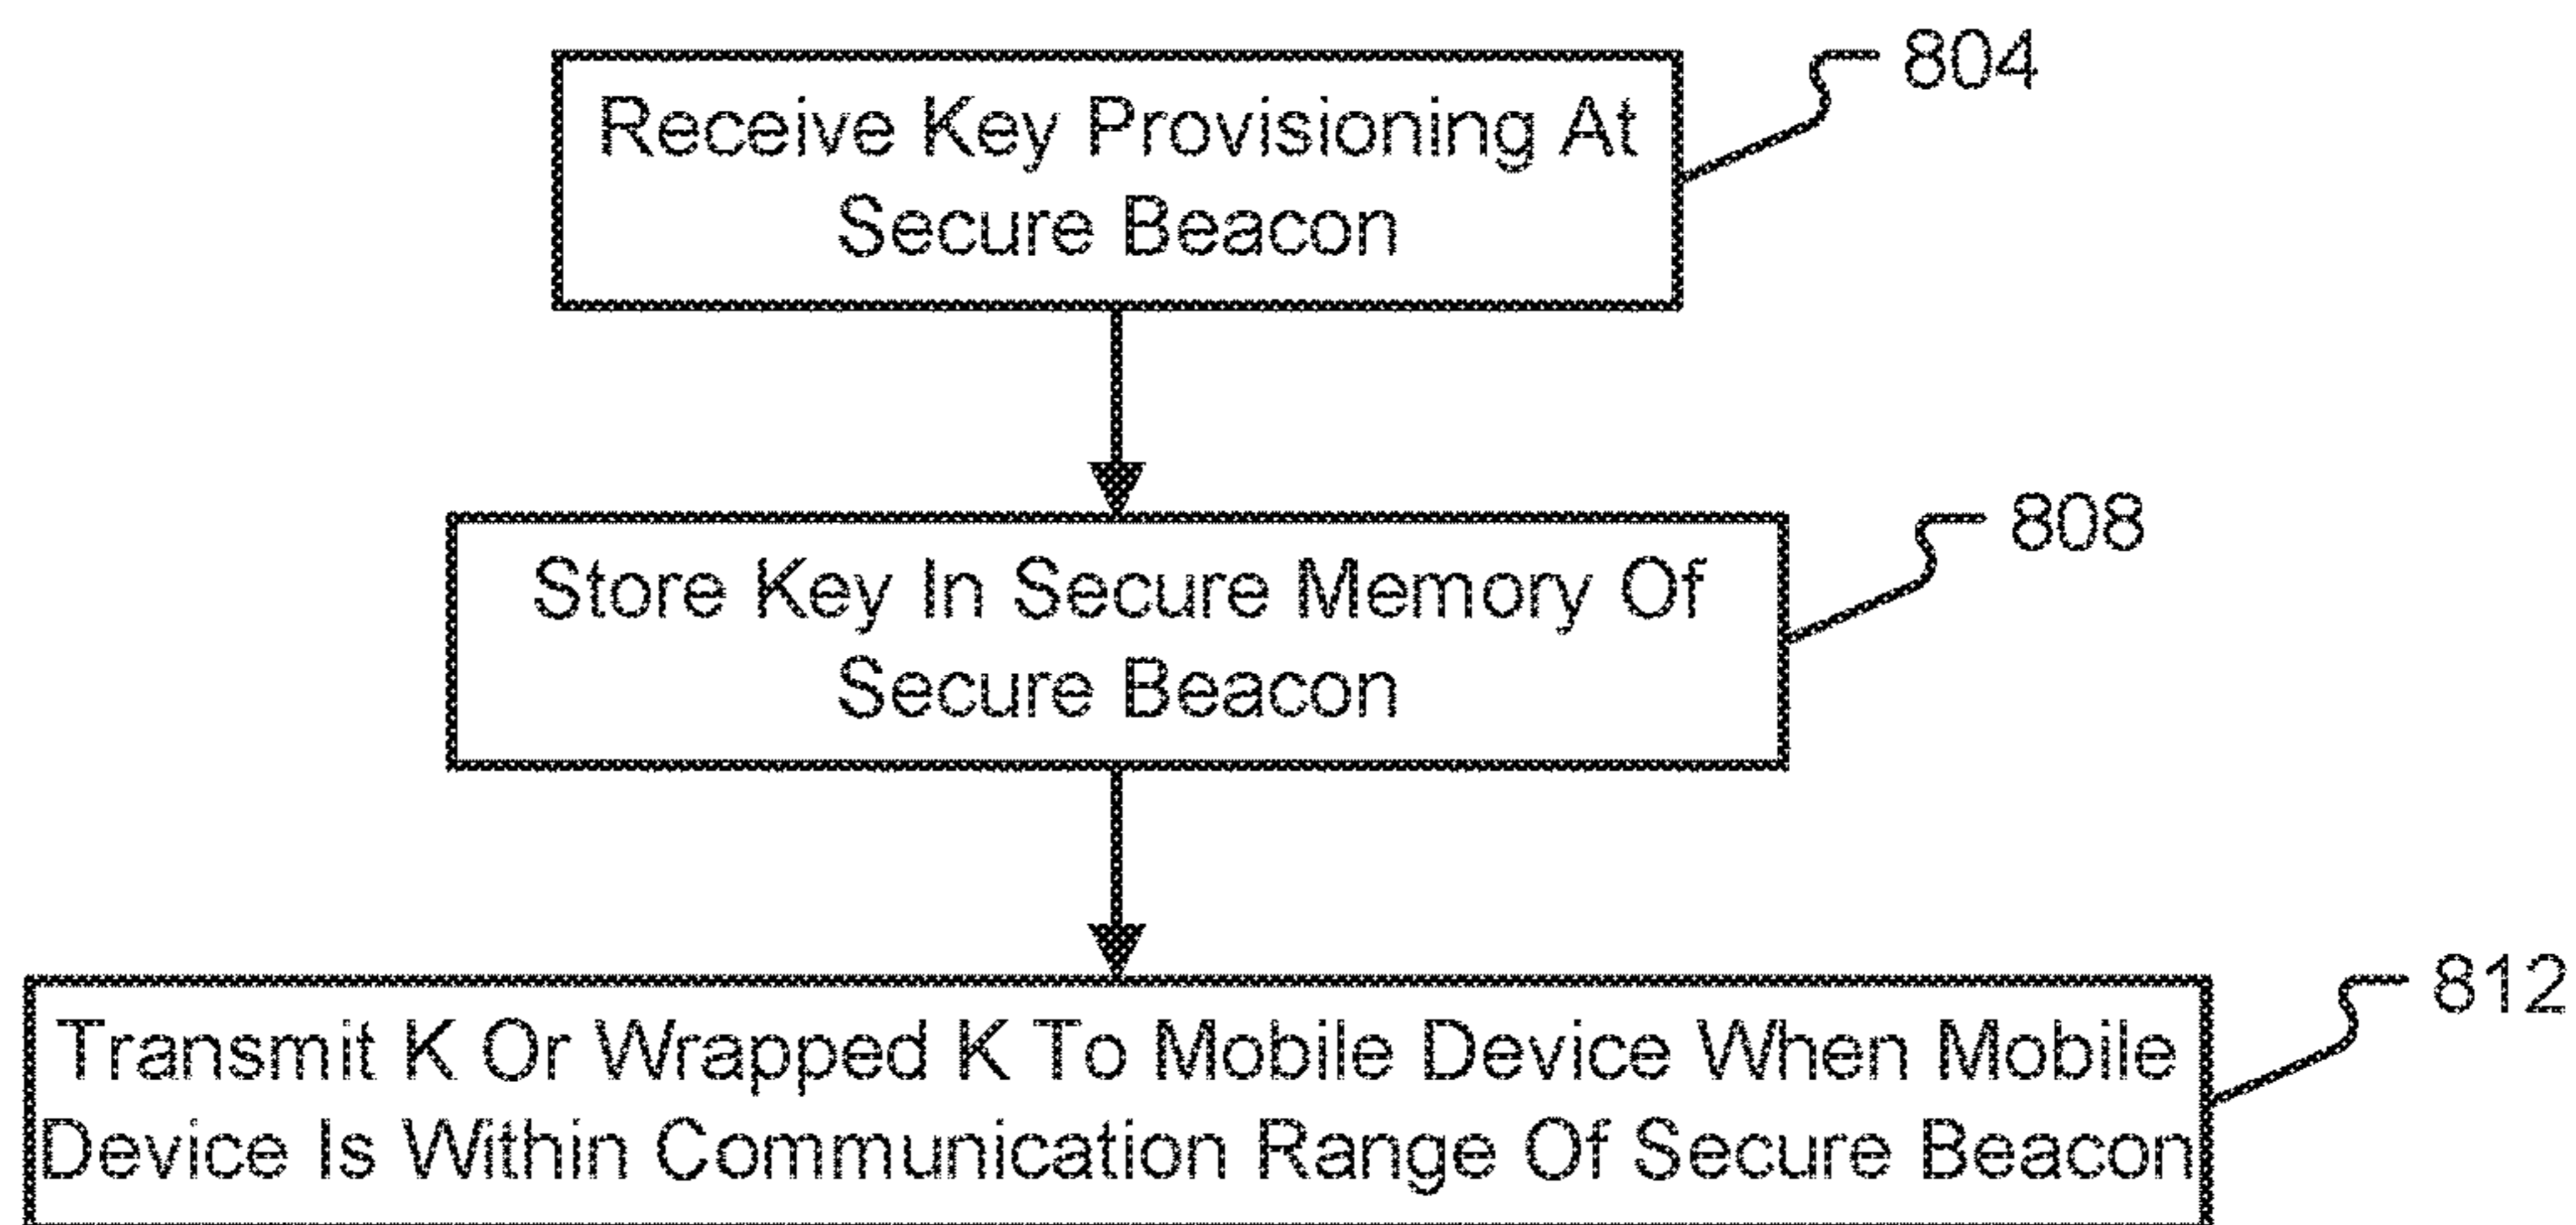 Receive Key Provisioning At
Secure Beacon
804
Store Key In Secure Memory Of
Secure Beacon
808
Transmit K Or Wrapped K To Mobile Device When Mobile
Device Is Within Communication Range Of Secure Beacon
812